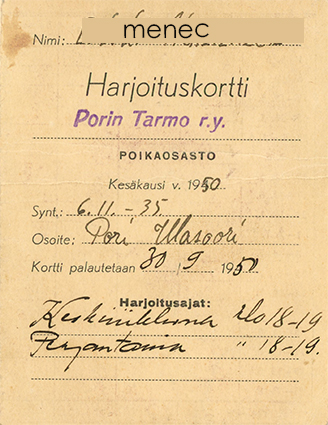 menec
Nimi:
Harjoituskortti
Porin Tarmo r.y.
POIKAOSASTO
Kesäkausi v. 1950
Synt.: 6.11.-35
Osoite; Pori Ulasoori
Kortti palautetaan 30/9 1950
Harjoitusajat:
Keskiviikkona klo 18-19
Perjantaina " 18-19.